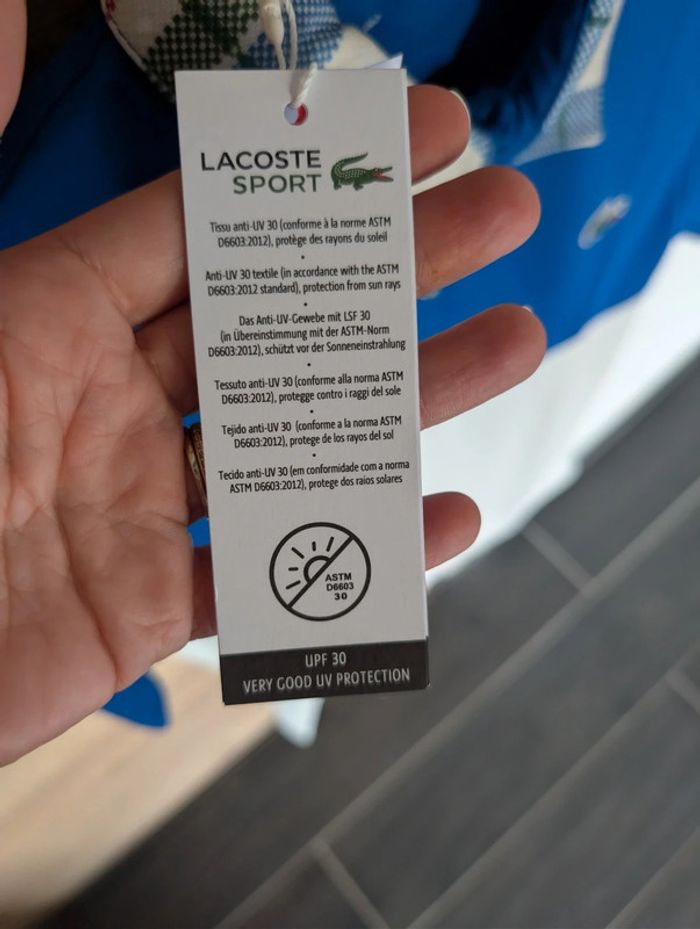 LACOSTE
SPORT
Tissu anti-UV 30 (conforme à la norme ASTM
D6603:2012), protège des rayons du soleil
•
Anti-UV 30 textile (in accordance with the ASTM
D6603:2012 standard), protection from sun rays
•
Das Anti-UV-Gewebe mit LSF 30
(in Übereinstimmung mit der ASTM-Norm
D6603:2012), schützt vor der Sonneneinstrahlung
•
Tessuto anti-UV 30 (conforme alla norma ASTM
D6603:2012), protegge contro i raggi del sole
•
Tejido anti-UV 30 (conforme a la norma ASTM
D6603:2012), protege de los rayos del sol
•
Tecido anti-UV 30 (em conformidade com a norma
ASTM D6603:2012), protege dos raios solares
ASTM
D6603
30
UPF 30
VERY GOOD UV PROTECTION